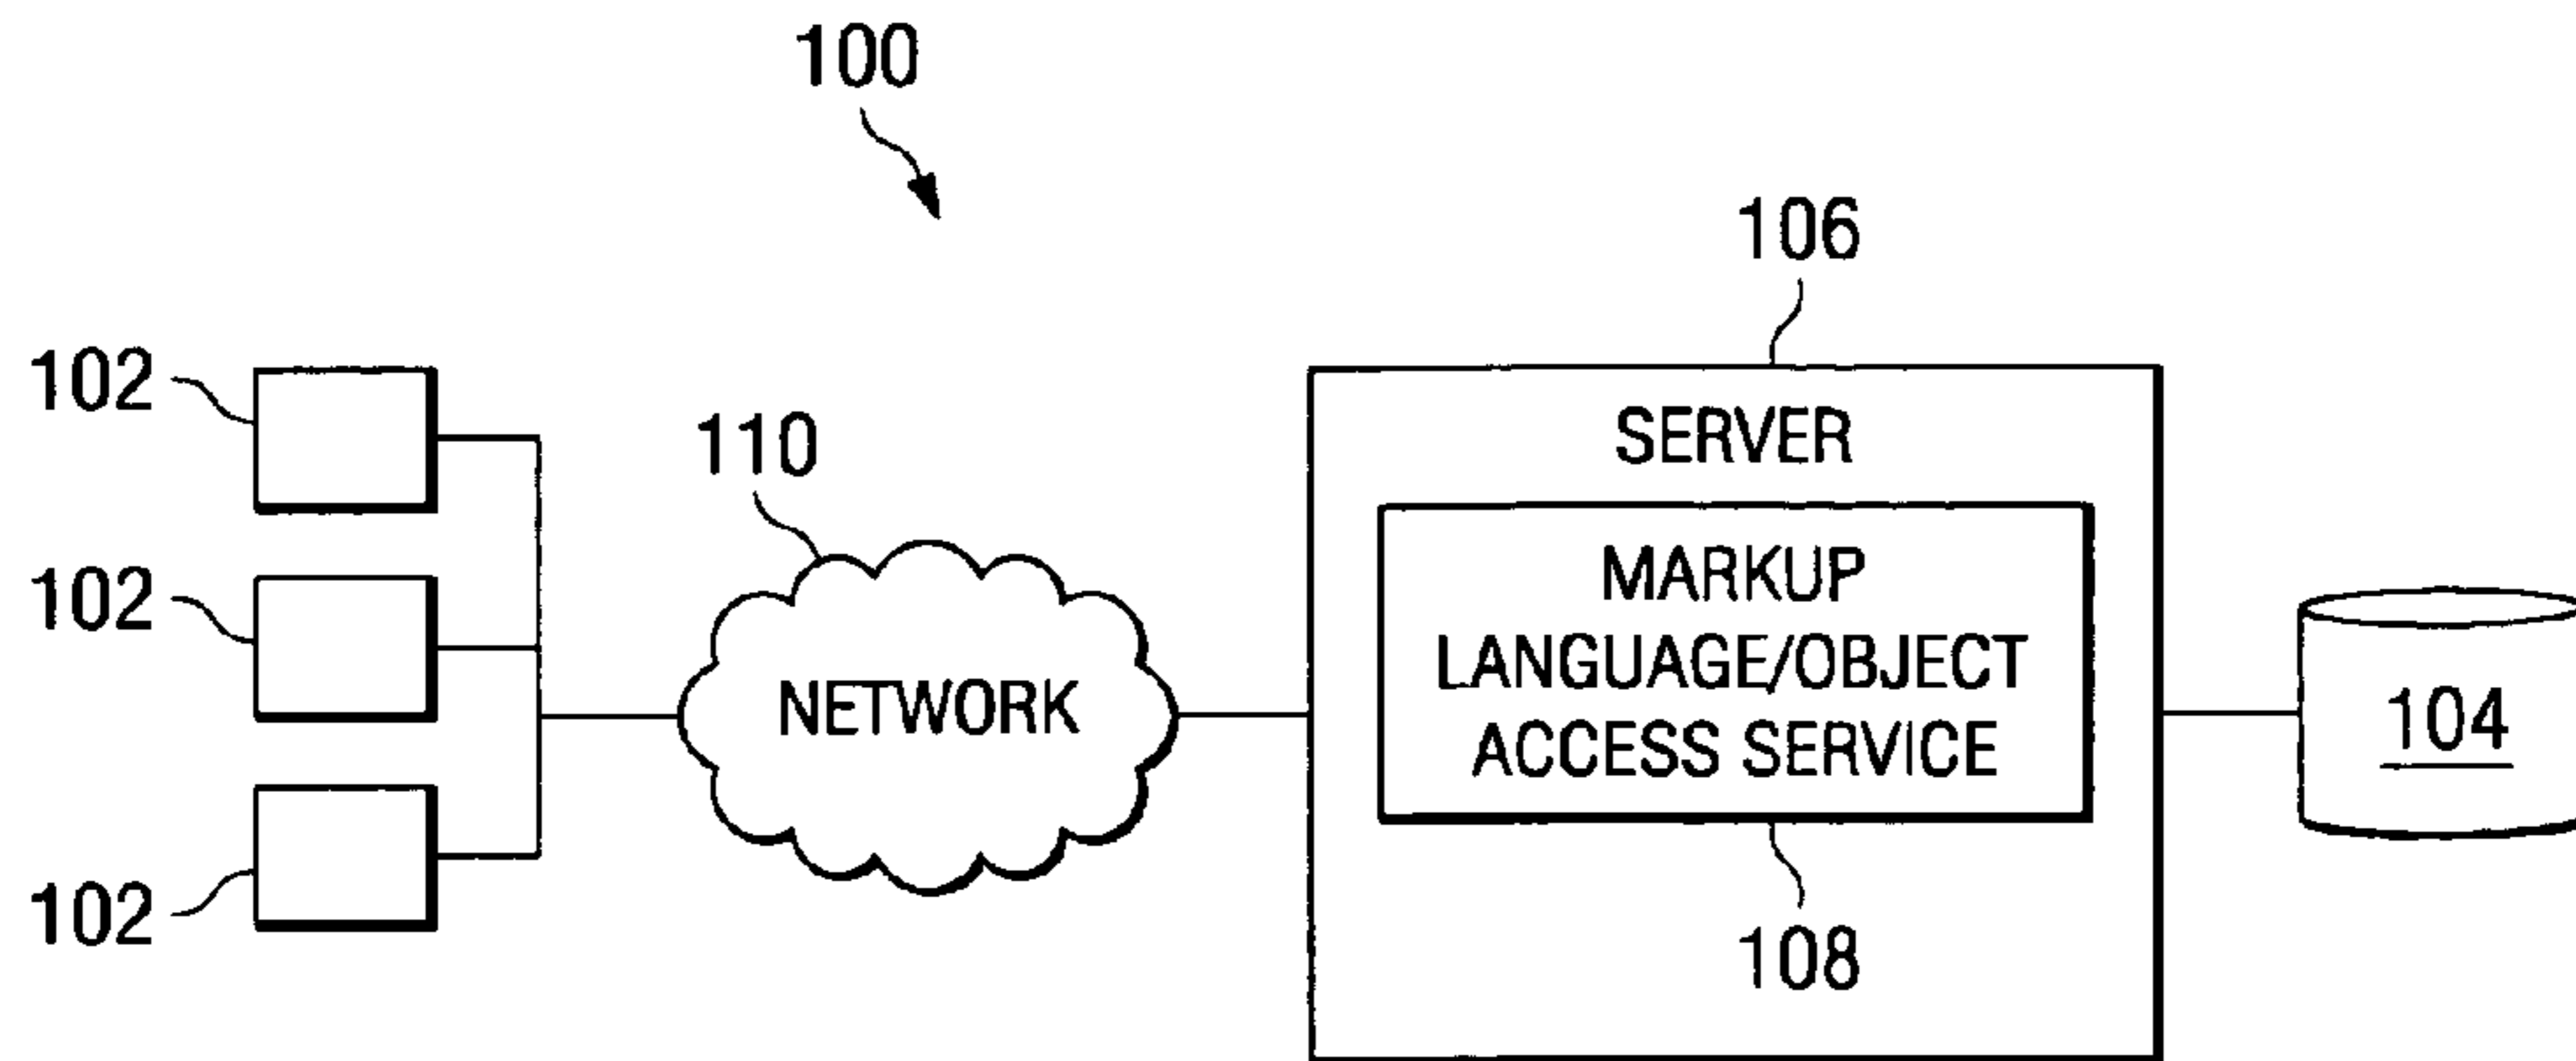 100
106
102
110
SERVER
102
MARKUP
LANGUAGE/OBJECT
ACCESS SERVICE
NETWORK
104
102
108